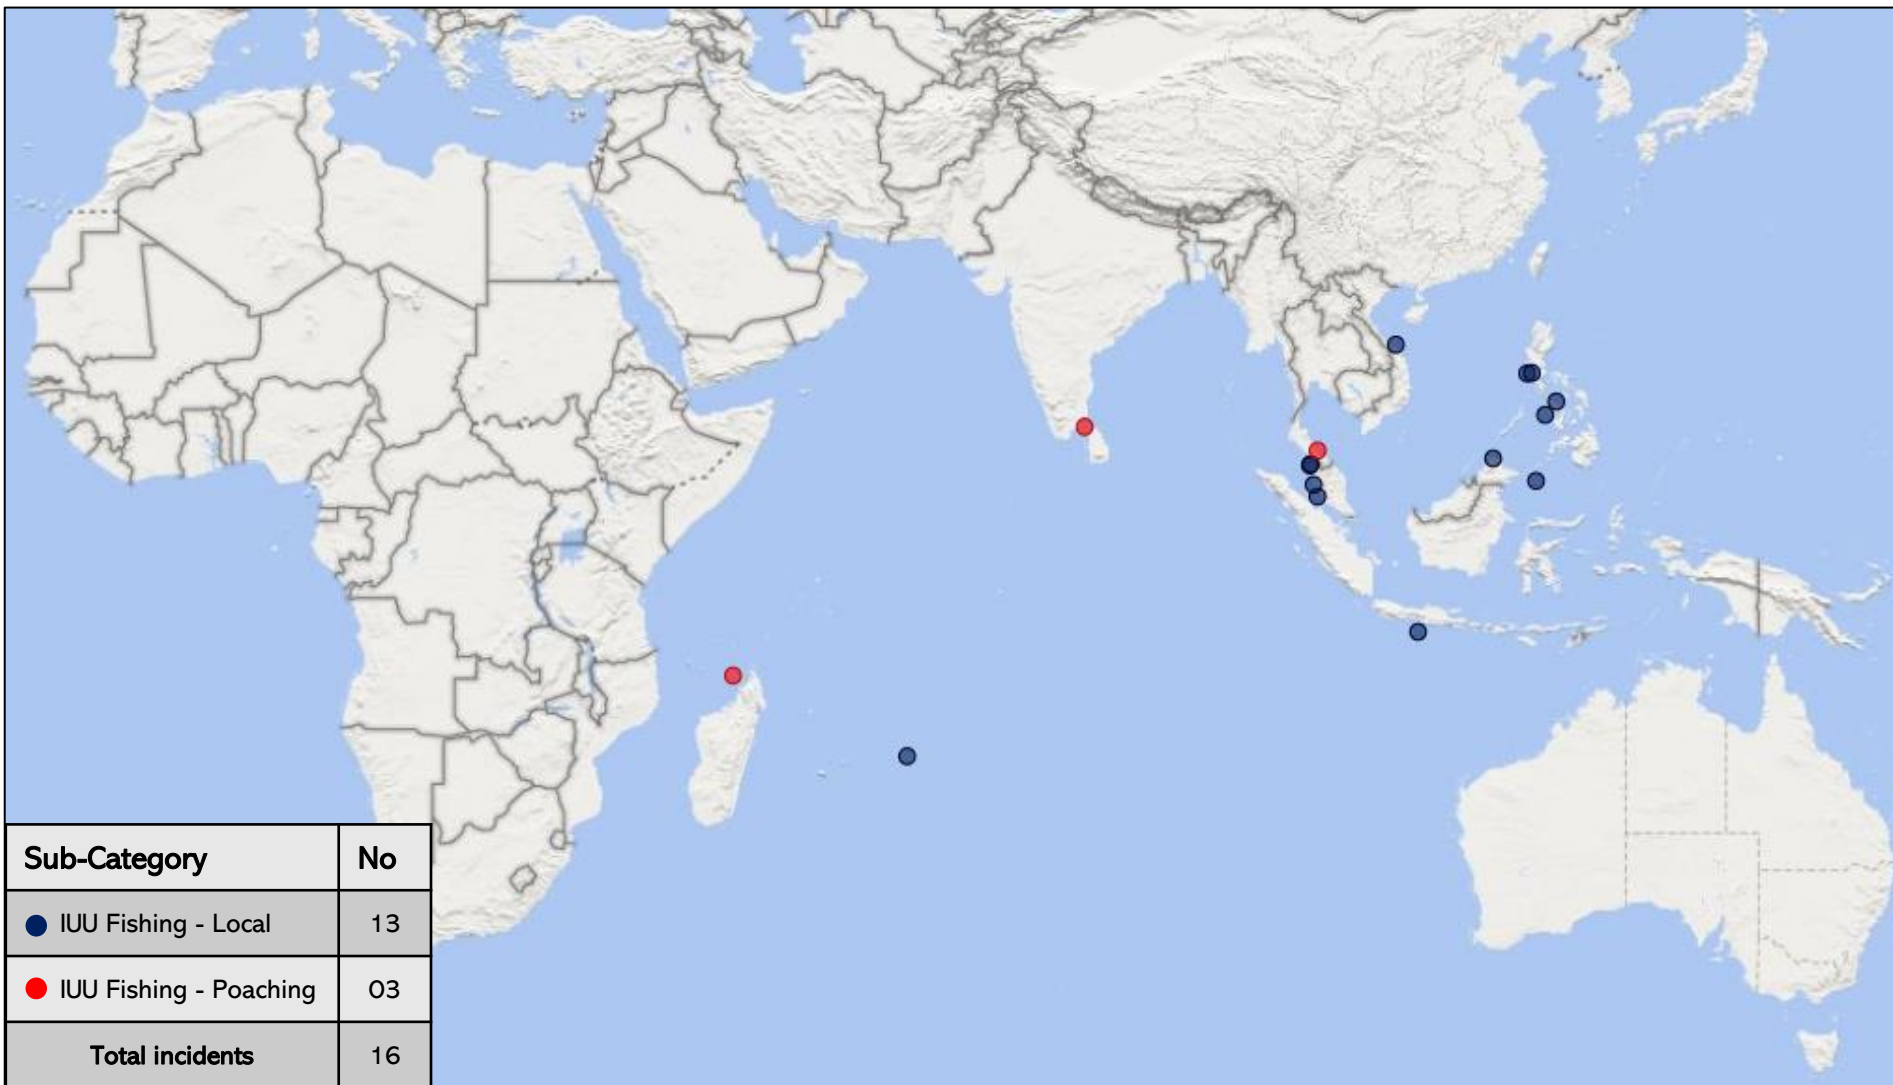 Sub-Category No
IUU Fishing - Local 13
IUU Fishing - Poaching 03
Total incidents 16